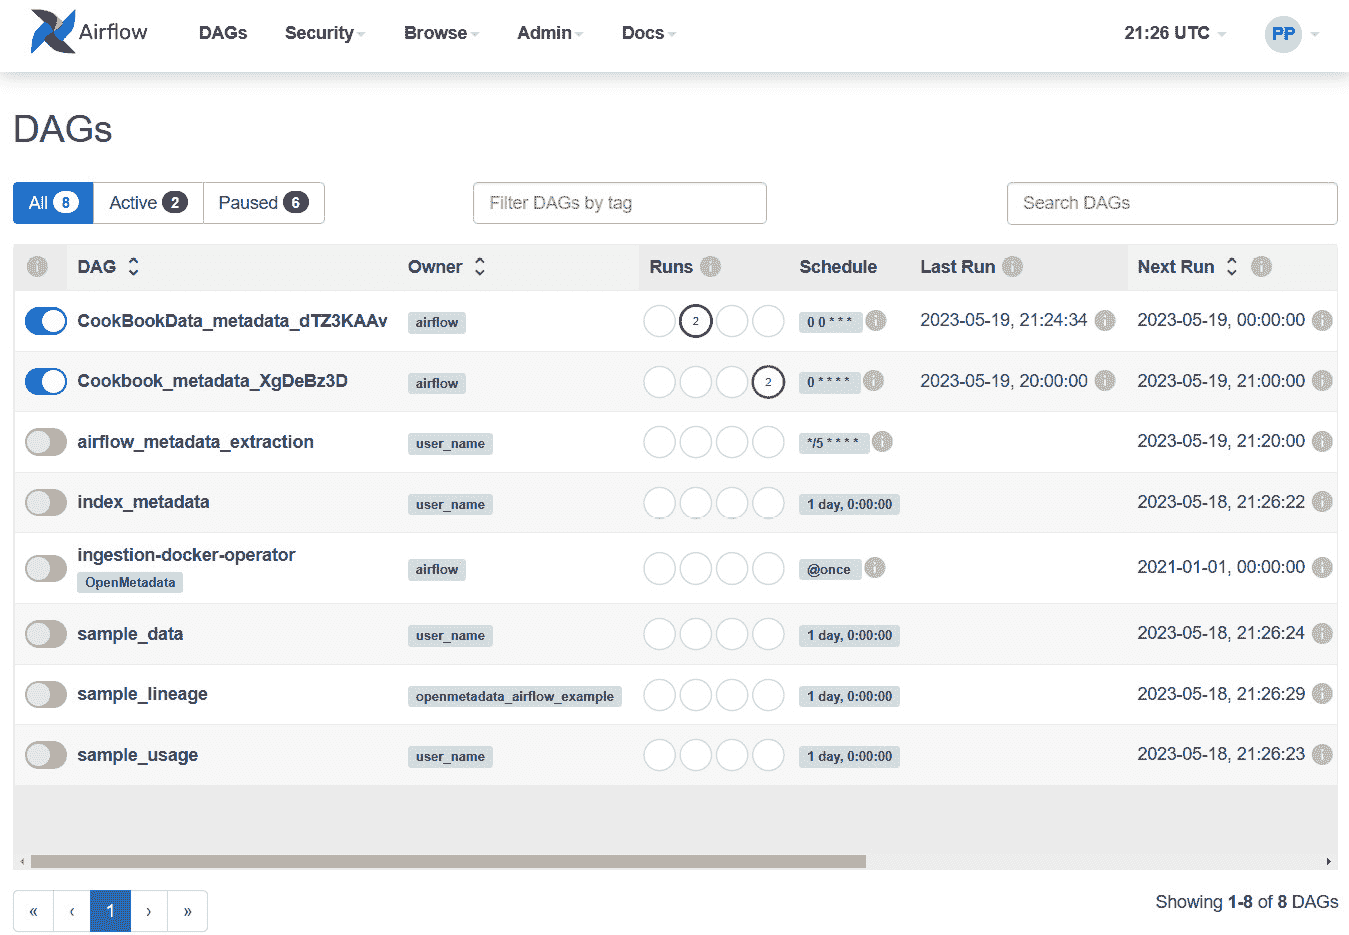 Airflow DAGs Security Browse Admin Docs 21:26 UTC PP
DAGs
All 8 Active 2 Paused 6 Filter DAGs by tag Search DAGs
DAG Owner Runs Schedule Last Run Next Run
CookBookData_metadata_dTZ3KAAv airflow 2 0 0 * * * 2023-05-19, 21:24:34 2023-05-19, 00:00:00
Cookbook_metadata_XgDeBz3D airflow 2 0 * * * * 2023-05-19, 20:00:00 2023-05-19, 21:00:00
airflow_metadata_extraction user_name */5 * * * * 2023-05-19, 21:20:00
index_metadata user_name 1 day, 0:00:00 2023-05-18, 21:26:22
ingestion-docker-operator airflow @once 2021-01-01, 00:00:00
OpenMetadata
sample_data user_name 1 day, 0:00:00 2023-05-18, 21:26:24
sample_lineage openmetadata_airflow_example 1 day, 0:00:00 2023-05-18, 21:26:29
sample_usage user_name 1 day, 0:00:00 2023-05-18, 21:26:23
« ‹ 1 › » Showing 1-8 of 8 DAGs